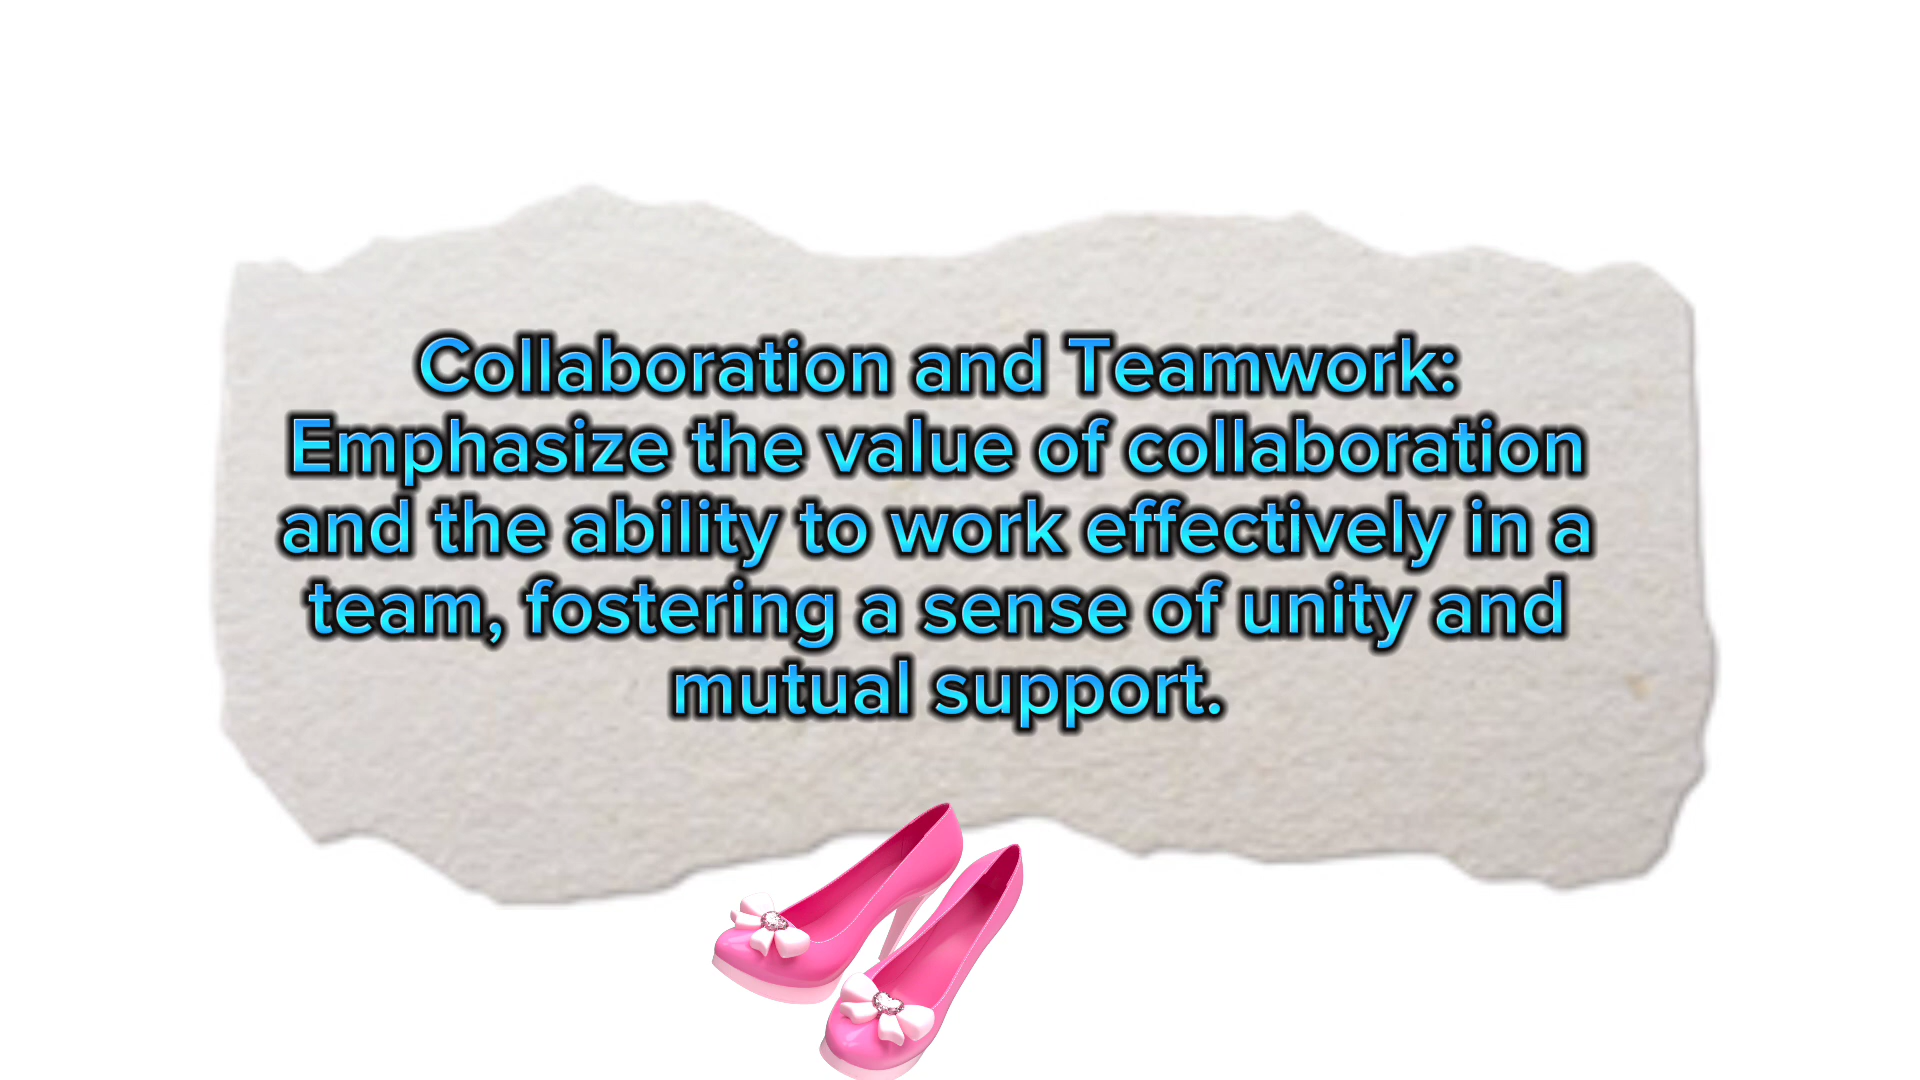 Collaboration and Teamwork:
Emphasize the value of collaboration
and the ability to work effectively in a
team, fostering a sense of unity and
mutual support.